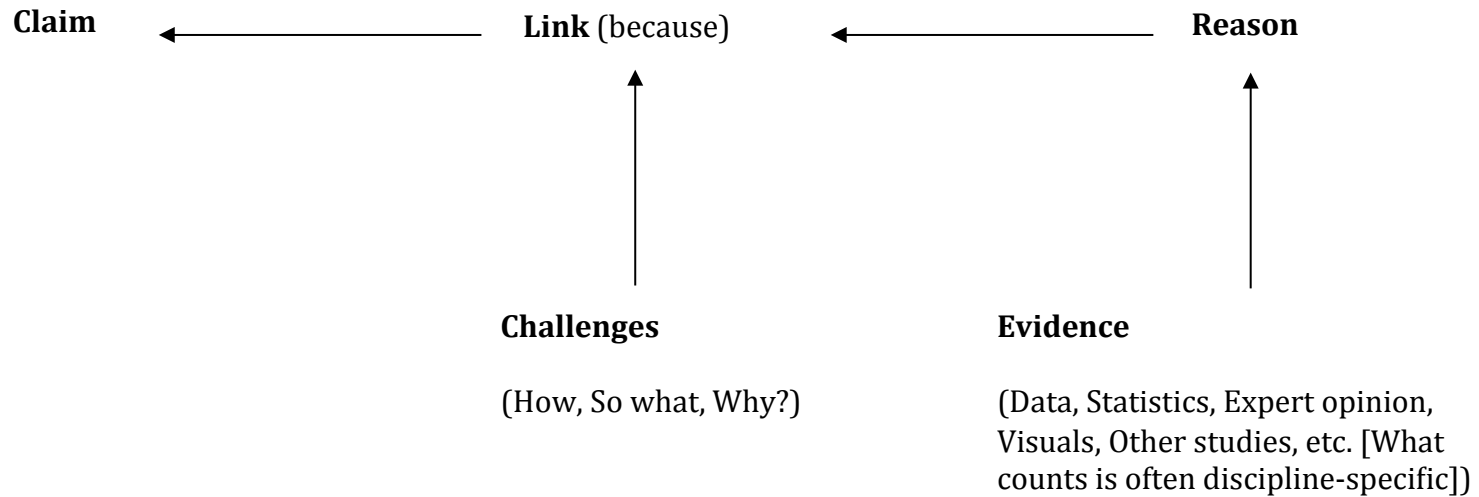 Claim
Link (because)
Reason
Challenges
Evidence
(How, So what, Why?)
(Data, Statistics, Expert opinion,
Visuals, Other studies, etc. [What
counts is often discipline-specific])